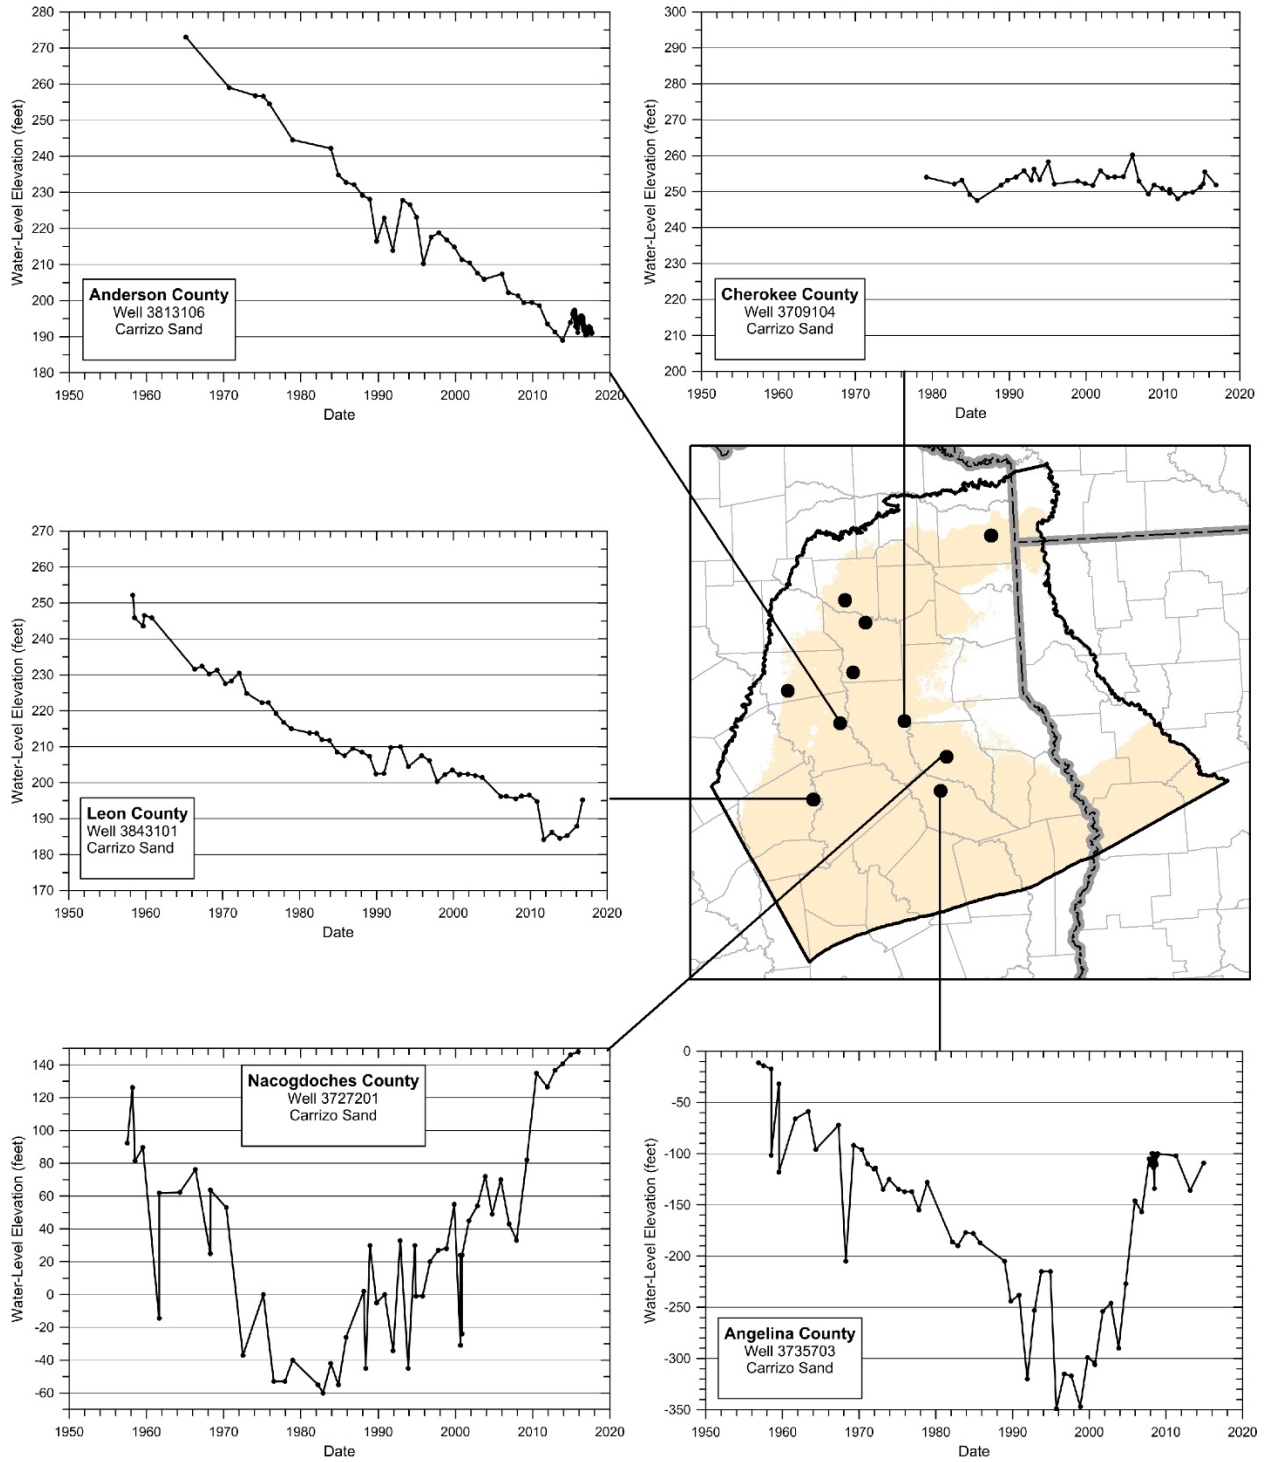 280
270
260
250
240
230
220
210
200
190
180
Water-Level Elevation (feet)
Anderson County
Well 3813106
Carrizo Sand
1950 1960 1970 1980 1990 2000 2010 2020
Date
300
290
280
270
260
250
240
230
220
210
200
Water-Level Elevation (feet)
Cherokee County
Well 3709104
Carrizo Sand
1950 1960 1970 1980 1990 2000 2010 2020
Date
270
260
250
240
230
220
210
200
190
180
170
Water-Level Elevation (feet)
Leon County
Well 3843101
Carrizo Sand
1950 1960 1970 1980 1990 2000 2010 2020
Date
140
120
100
80
60
40
20
0
-20
-40
-60
Water-Level Elevation (feet)
Nacogdoches County
Well 3727201
Carrizo Sand
1950 1960 1970 1980 1990 2000 2010 2020
Date
0
-50
-100
-150
-200
-250
-300
-350
Water-Level Elevation (feet)
Angelina County
Well 3735703
Carrizo Sand
1950 1960 1970 1980 1990 2000 2010 2020
Date